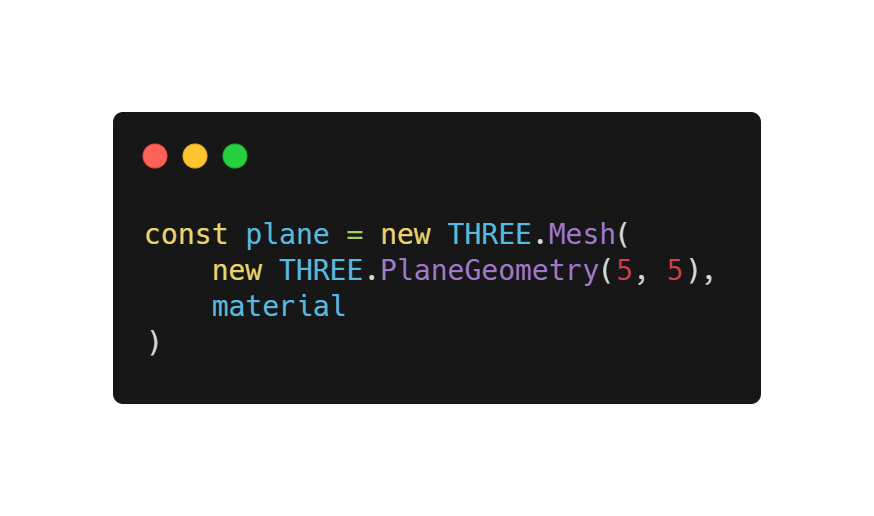 const plane = new THREE.Mesh(
    new THREE.PlaneGeometry(5, 5),
    material
)